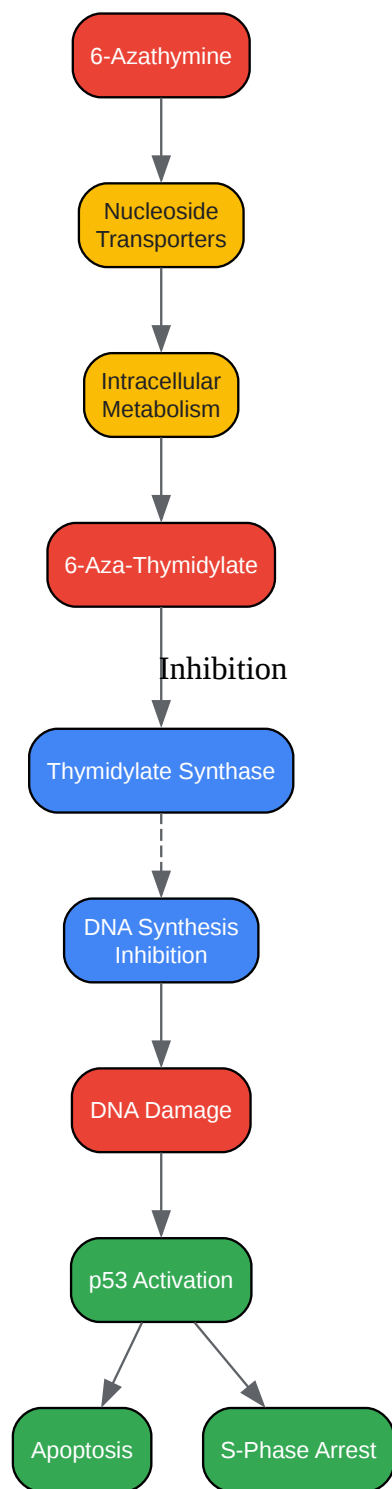 6-Azathymine
Nucleoside
Transporters
Intracellular
Metabolism
6-Aza-Thymidylate
Inhibition
Thymidylate Synthase
DNA Synthesis
Inhibition
DNA Damage
p53 Activation
Apoptosis
S-Phase Arrest